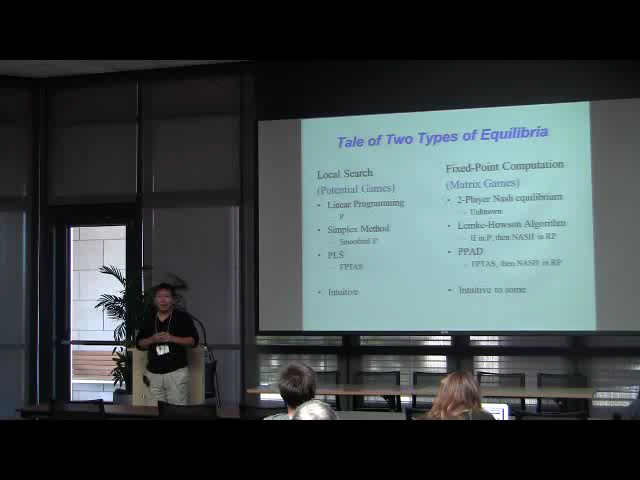 Tale of Two Types of Equilibria
Local Search
(Potential Games)
• Linear Programming
– P
• Simplex Method
– Smoothed P
• PLS
– FPTAS
• Intuitive
Fixed-Point Computation
(Matrix Games)
• 2-Player Nash equilibrium
– Unknown
• Lemke-Howson Algorithm
– If in P, then NASH in RP
• PPAD
– FPTAS, then NASH in RP
• Intuitive to some